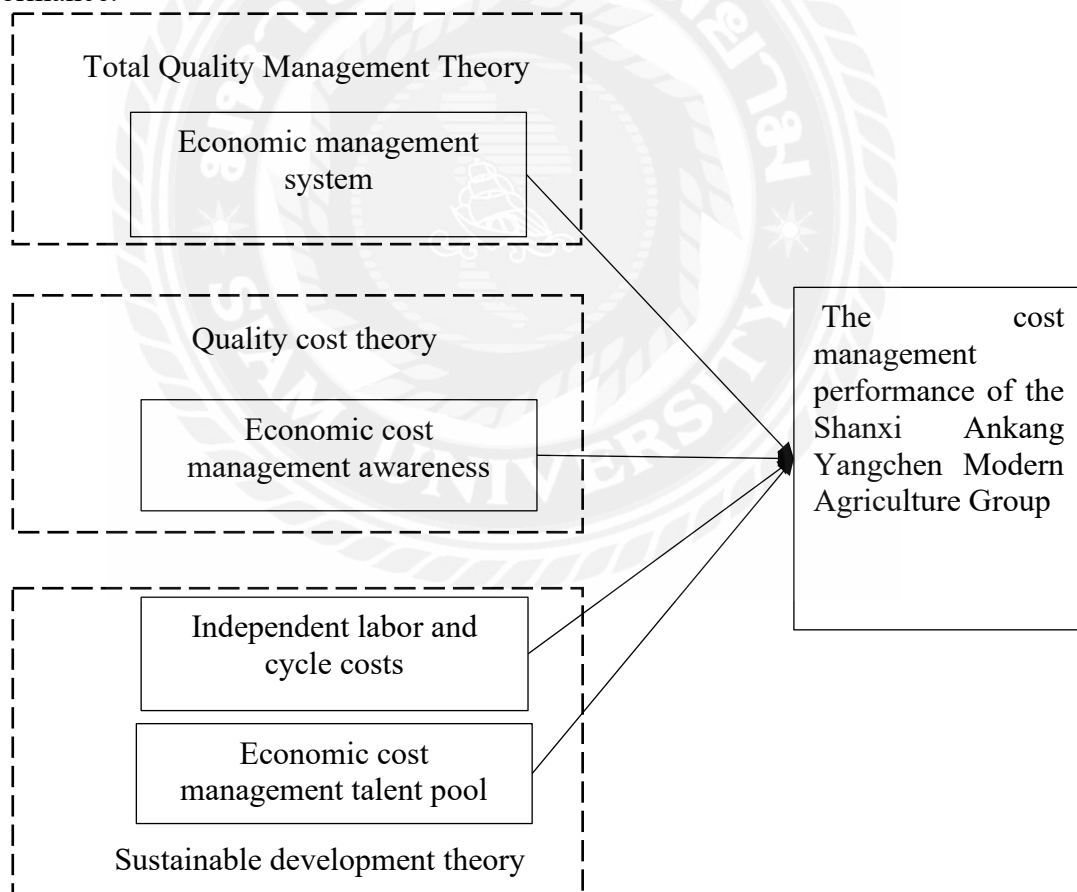 Total Quality Management Theory
Economic management
system
Quality cost theory
Economic cost
management awareness
Independent labor and
cycle costs
Economic cost
management talent pool
Sustainable development theory
The cost
management
performance of the
Shanxi Ankang
Yangchen Modern
Agriculture Group
SIAM UNIVERSITY